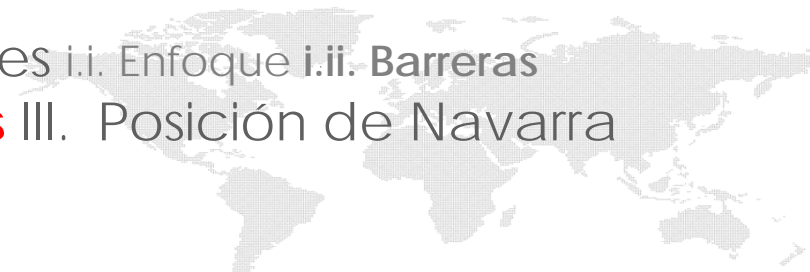 es i.i. Enfoque i.ii. Barreras
s III. Posición de Navarra